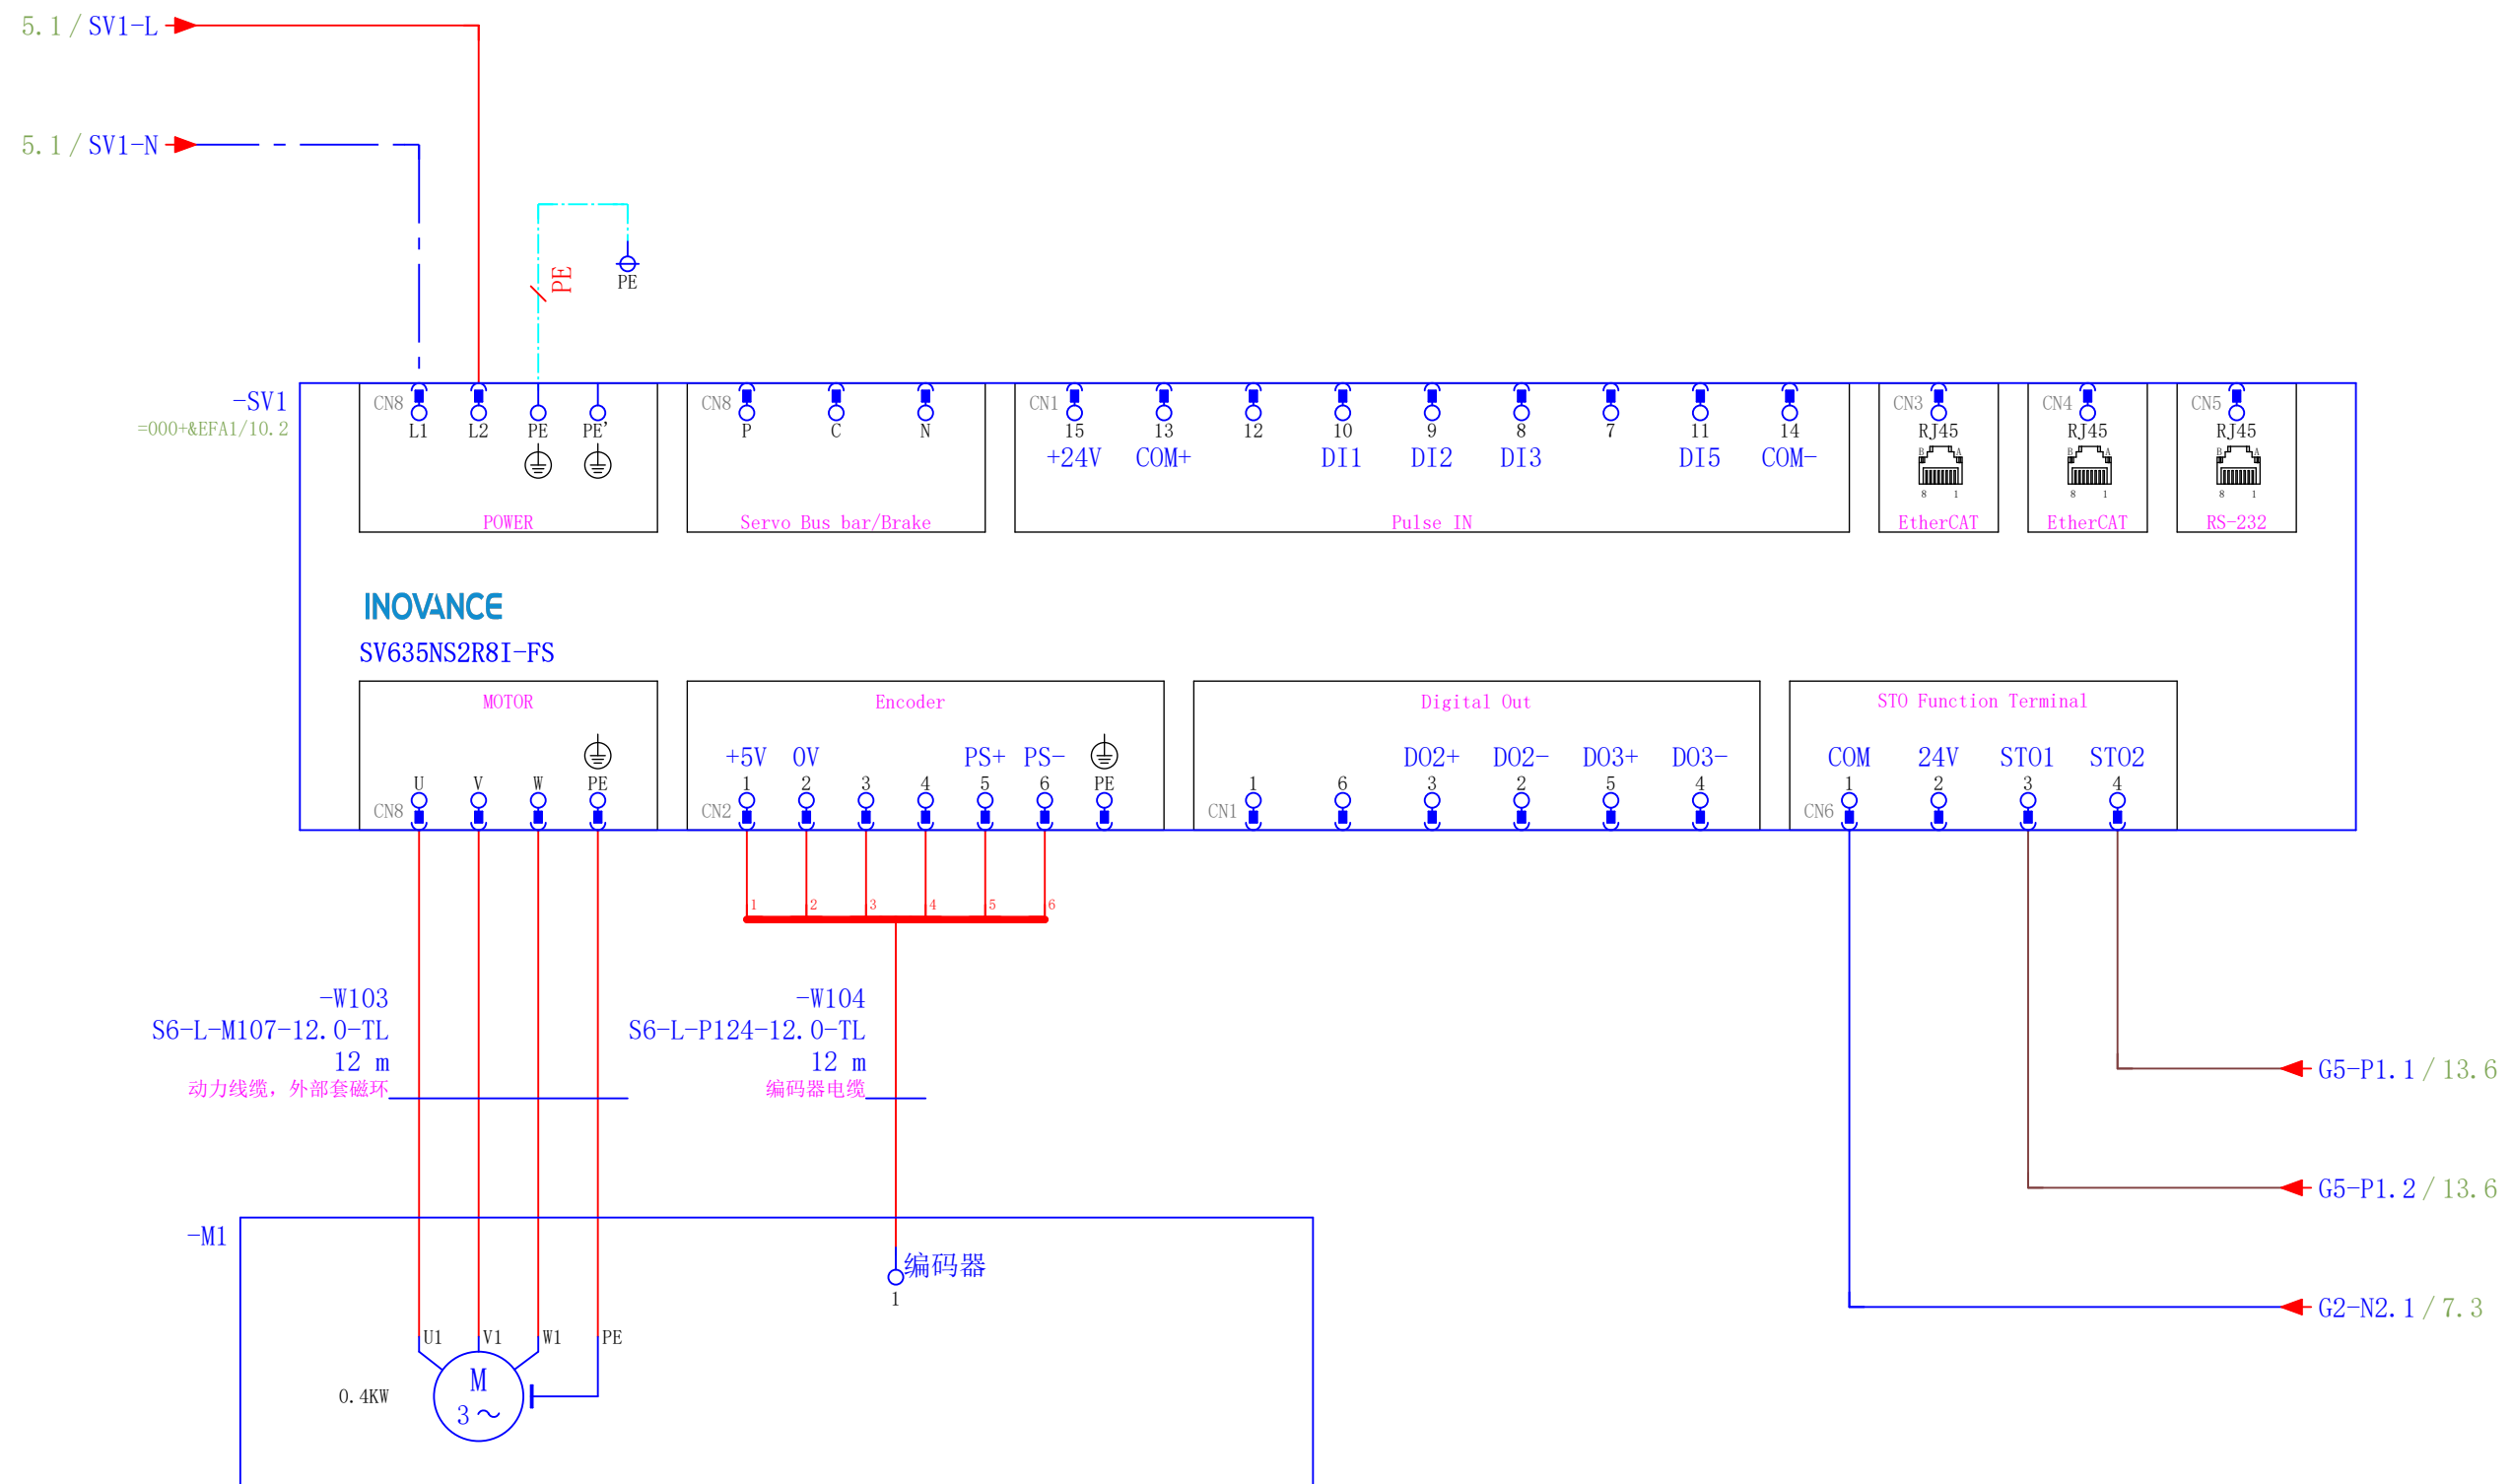 5.1/SV1-L
5.1/SV1-N
PE
PE
-SV1
=000+&EFA1/10.2
CN8 L1 L2 PE PE'
POWER
CN8 P C N
Servo Bus bar/Brake
CN1 15 13 12 10 9 8 7 11 14
+24V COM+ DI1 DI2 DI3 DI5 COM-
Pulse IN
CN3
RJ45
B A
8 1
EtherCAT
CN4
RJ45
B A
8 1
EtherCAT
CN5
RJ45
B A
8 1
RS-232
INOVANCE
SV635NS2R8I-FS
MOTOR
U V W PE
CN8
Encoder
+5V 0V PS+ PS-
1 2 3 4 5 6 PE
CN2
Digital Out
DO2+ DO2- DO3+ DO3-
1 6 3 2 5 4
CN1
STO Function Terminal
COM 24V STO1 STO2
1 2 3 4
CN6
1 2 3 4 5 6
-W103
S6-L-M107-12.0-TL
12 m
动力线缆，外部套磁环
-W104
S6-L-P124-12.0-TL
12 m
编码器电缆
G5-P1.1/13.6
G5-P1.2/13.6
G2-N2.1/7.3
-M1
编码器
1
U1 V1 W1 PE
M
3～
0.4KW